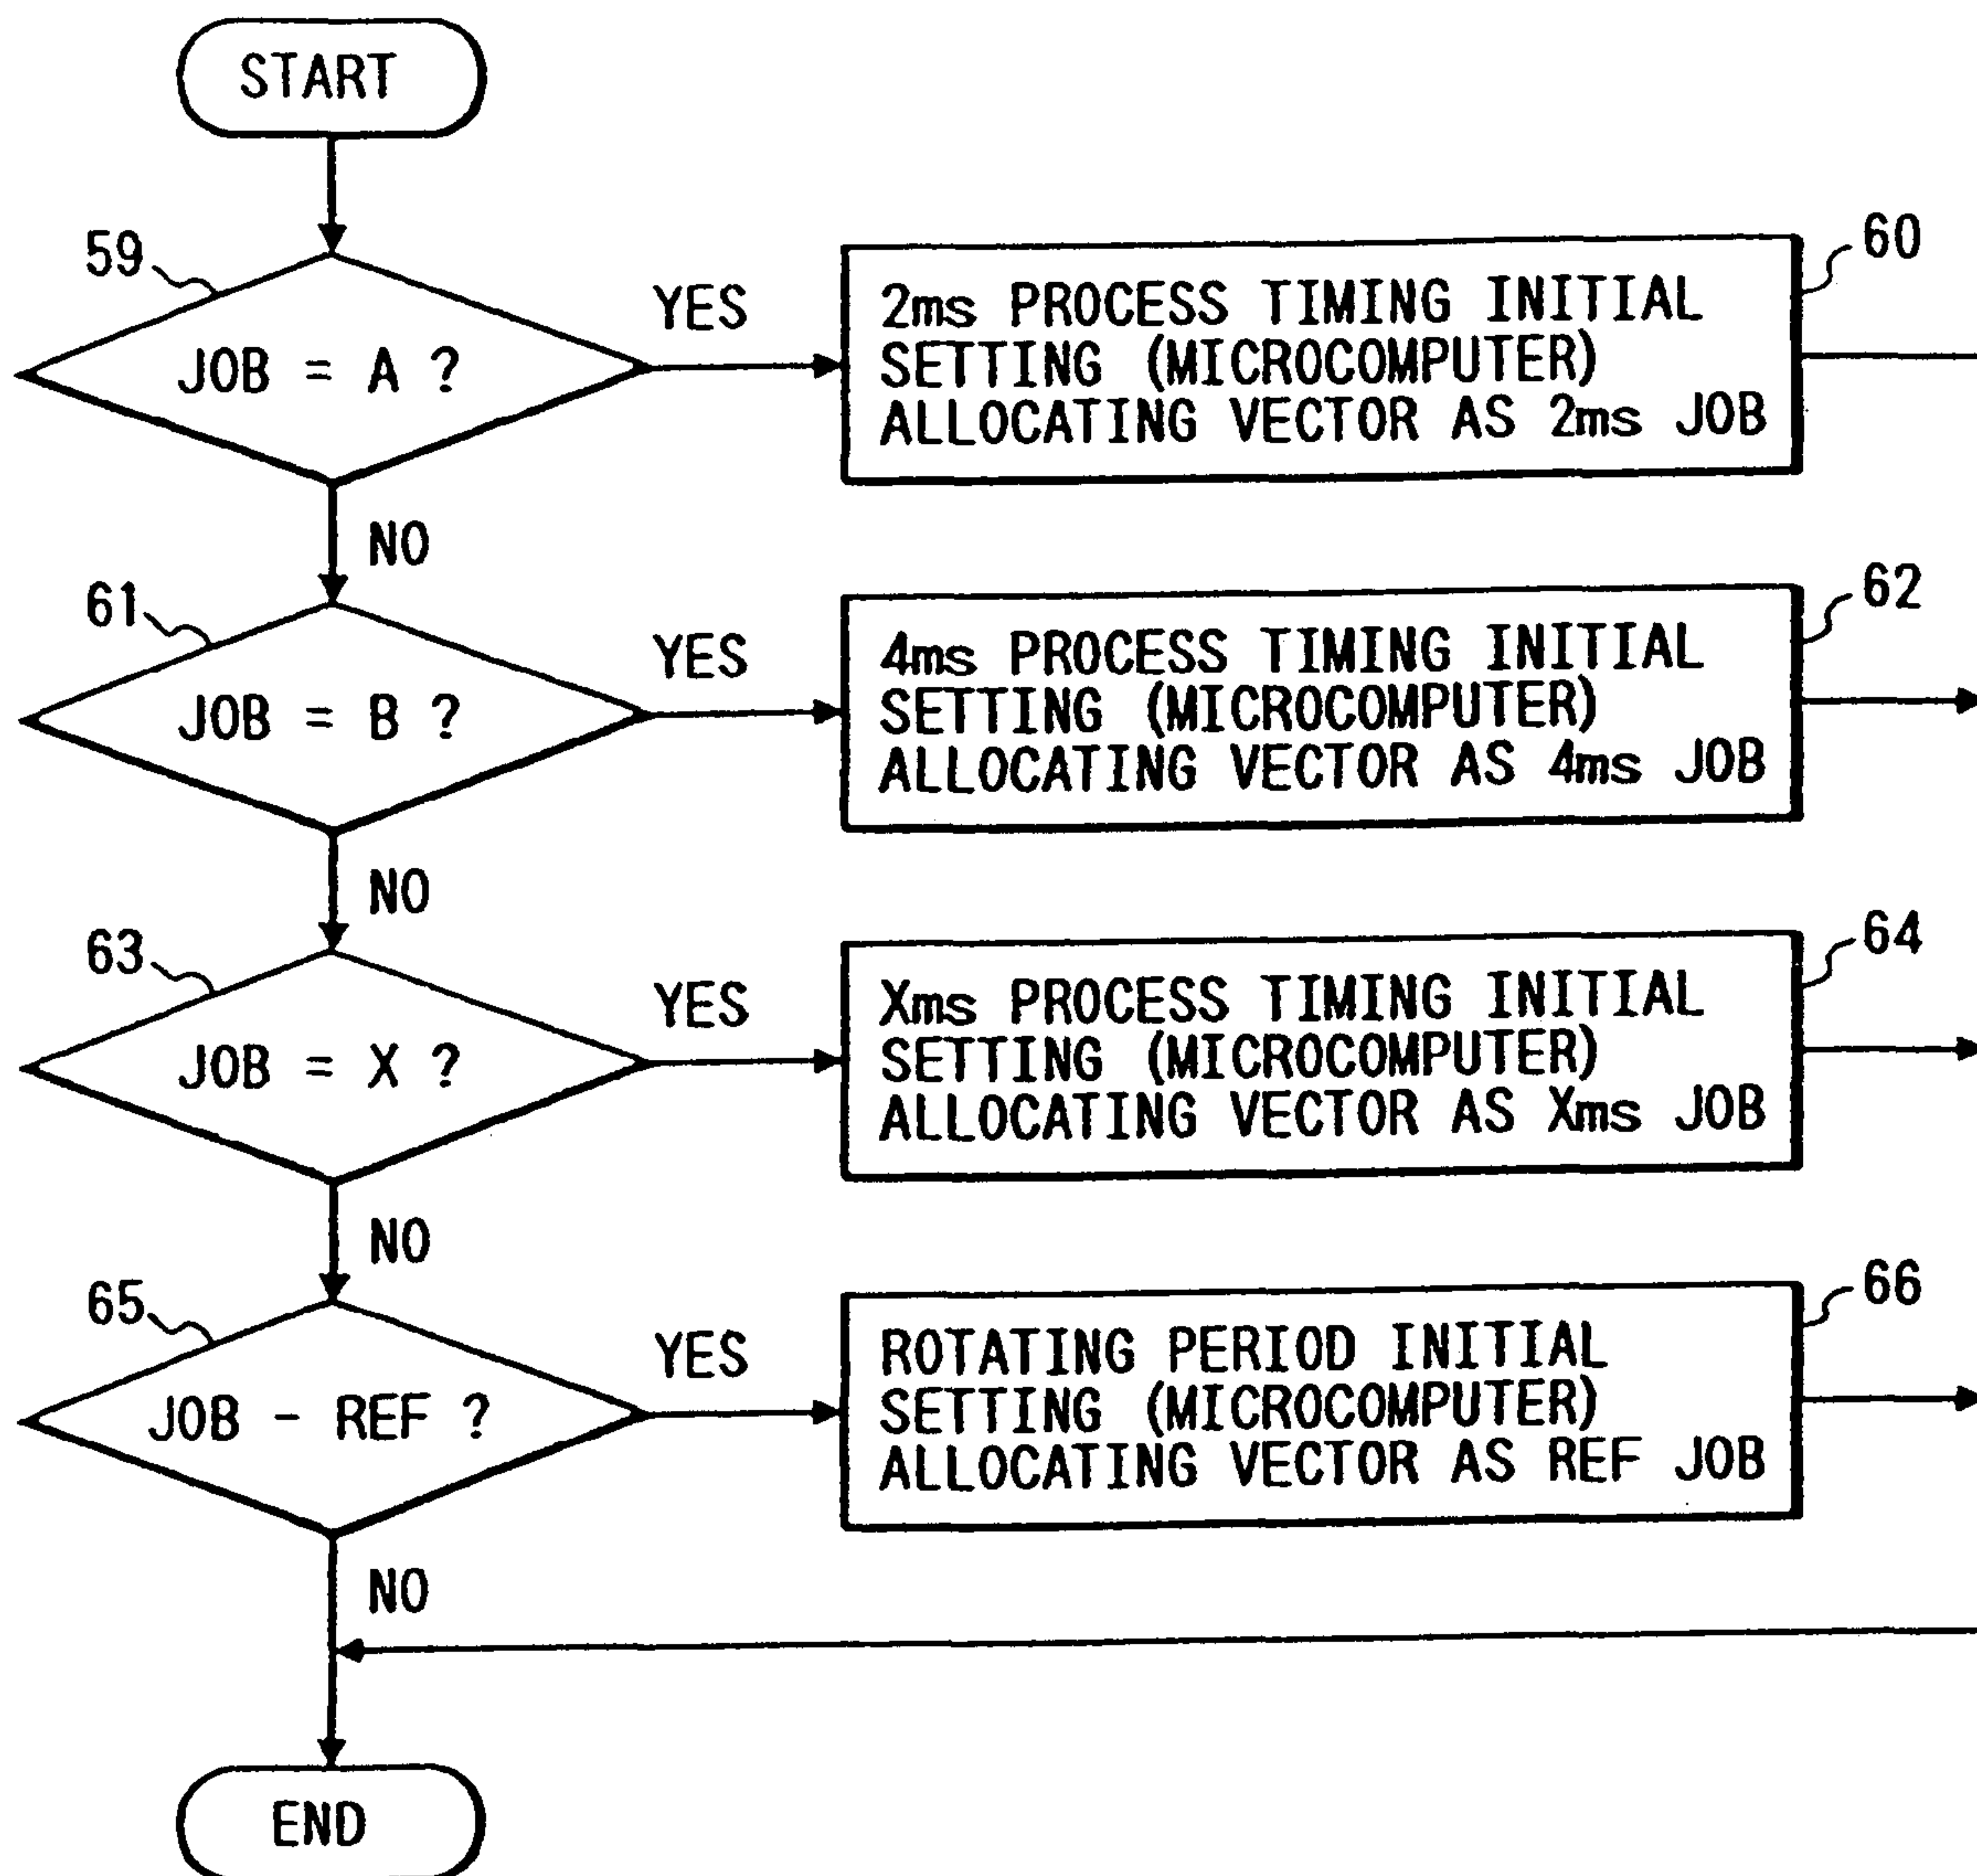 START
59
JOB = A ?
YES
60
2ms PROCESS TIMING INITIAL
SETTING (MICROCOMPUTER)
ALLOCATING VECTOR AS 2ms JOB
NO
61
JOB = B ?
YES
62
4ms PROCESS TIMING INITIAL
SETTING (MICROCOMPUTER)
ALLOCATING VECTOR AS 4ms JOB
NO
63
JOB = X ?
YES
64
Xms PROCESS TIMING INITIAL
SETTING (MICROCOMPUTER)
ALLOCATING VECTOR AS Xms JOB
NO
65
JOB - REF ?
YES
66
ROTATING PERIOD INITIAL
SETTING (MICROCOMPUTER)
ALLOCATING VECTOR AS REF JOB
NO
END